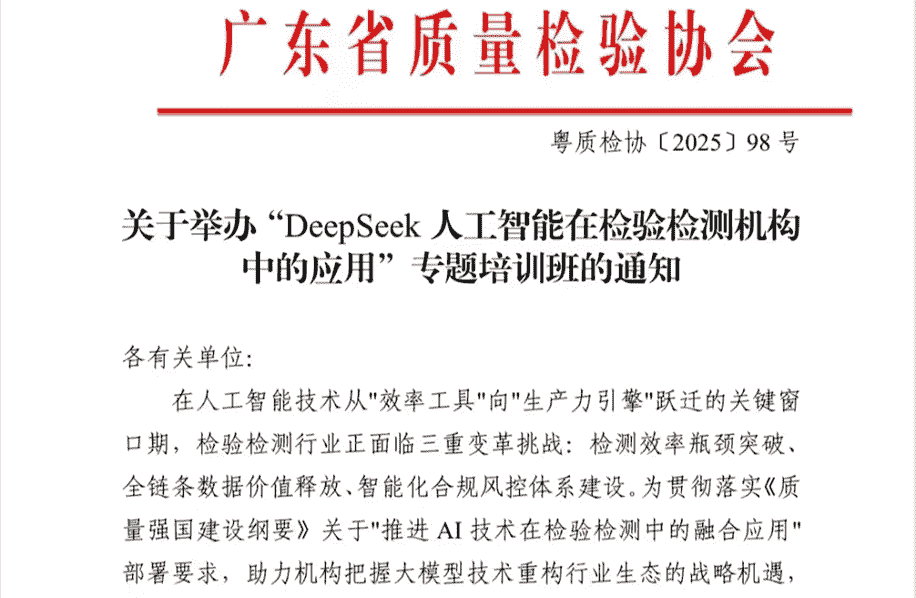 广东省质量检验协会
粤质检协〔2025〕98 号
关于举办“DeepSeek 人工智能在检验检测机构
中的应用”专题培训班的通知
各有关单位:
在人工智能技术从"效率工具"向"生产力引擎"跃迁的关键窗
口期，检验检测行业正面临三重变革挑战：检测效率瓶颈突破、
全链条数据价值释放、智能化合规风控体系建设。为贯彻落实《质
量强国建设纲要》关于"推进 AI 技术在检验检测中的融合应用"
部署要求，助力机构把握大模型技术重构行业生态的战略机遇，